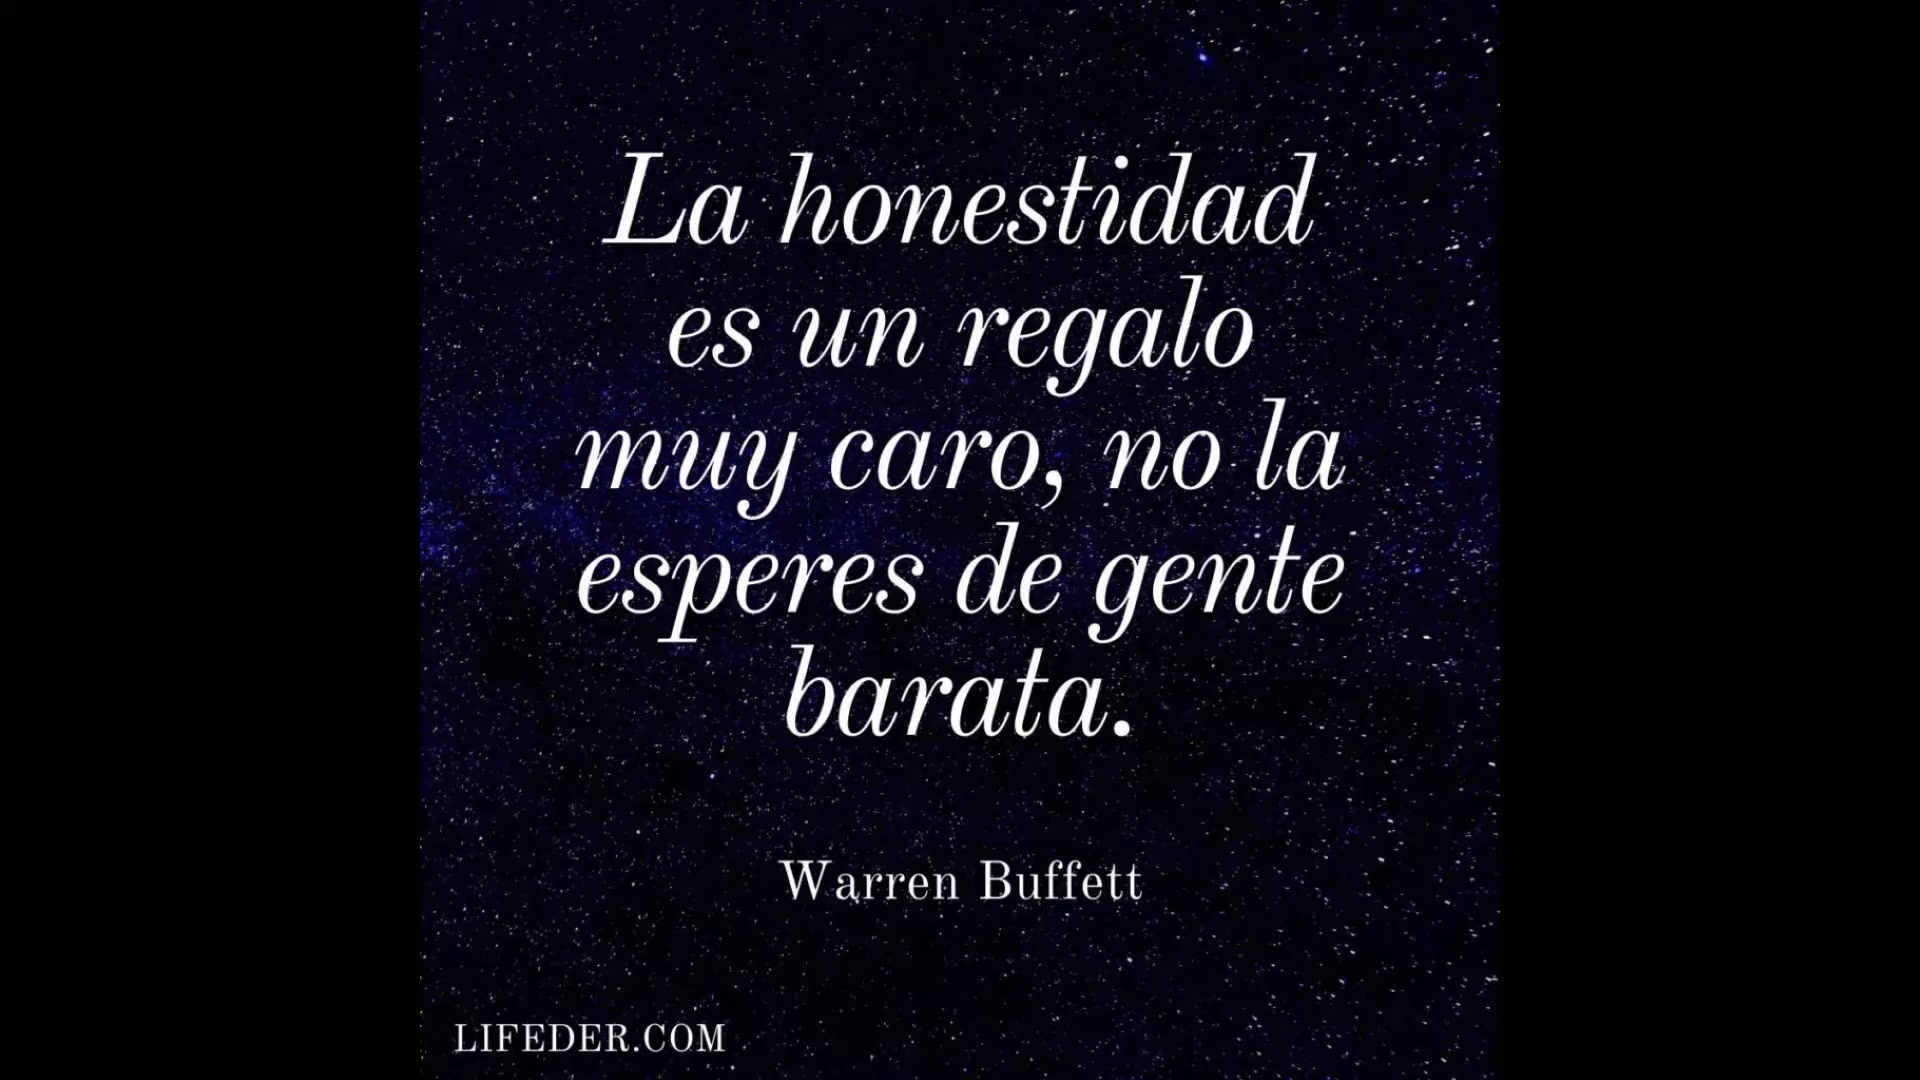 La honestidad
es un regalo
muy caro, no la
esperes de gente
barata.
Warren Buffett
LIFEDER.COM